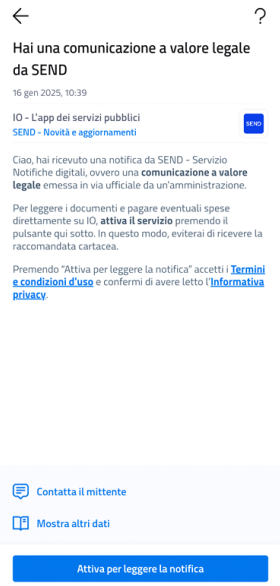 Hai una comunicazione a valore legale
da SEND
16 gen 2025, 10:39
IO - L'app dei servizi pubblici
SEND - Novità e aggiornamenti
SEND
Ciao, hai ricevuto una notifica da SEND - Servizio
Notifiche digitali, ovvero una comunicazione a valore
legale emessa in via ufficiale da un'amministrazione.
Per leggere i documenti e pagare eventuali spese
direttamente su IO, attiva il servizio premendo il
pulsante qui sotto. In questo modo, eviterai di ricevere la
raccomandata cartacea.
Premendo "Attiva per leggere la notifica" accetti i Termini
e condizioni d'uso e confermi di avere letto l'Informativa
privacy.
Contatta il mittente
Mostra altri dati
Attiva per leggere la notifica